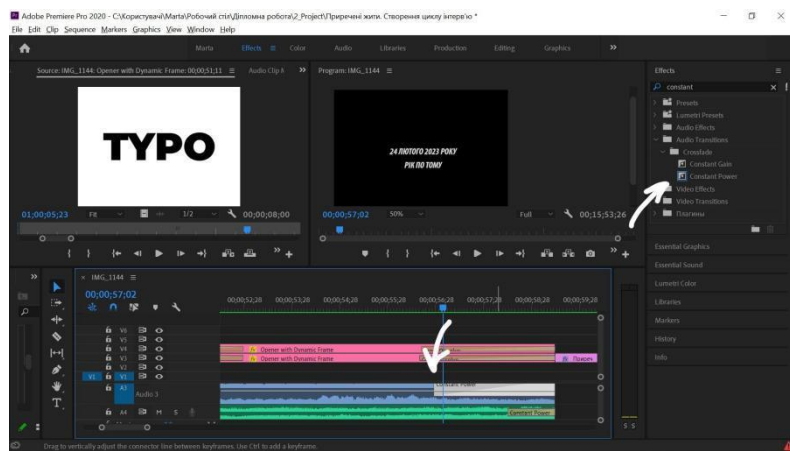 Adobe Premiere Pro 2020 - C:\Користувачі\Marta\Робочий стіл\Дипломна робота\2_Project\Приречені жити. Створення циклу інтерв'ю *
File Edit Clip Sequence Markers Graphics View Window Help
Marta Effects Color Audio Libraries Production Editing Graphics
Source: IMG_1144: Opener with Dynamic Frame: 00;00;51;11
Audio Clip
Program: IMG_1144
Effects
constant
Presets
Lumetri Presets
Audio Effects
Audio Transitions
Crossfade
Constant Gain
Constant Power
Video Effects
Video Transitions
Плагины
TYPO
24 ЛЮТОГО 2023 РОКУ
РІК ПО ТОМУ
01;00;05;23 Fit 1/2 00;00;08;00
00;00;57;02 50% Full 00;15;53;26
Essential Graphics
Essential Sound
Lumetri Color
Libraries
Markers
History
Info
IMG_1144
00;00;57;02
00;00;52;28 00;00;53;28 00;00;54;28 00;00;55;28 00;00;56;28 00;00;57;28 00;00;58;28 00;00;59;28
V6
V5
V4 fx Opener with Dynamic Frame
V3 fx Opener with Dynamic Frame
V2
V1 V1
A3 Audio 3
Constant Power
A4 M S
Constant Power
S S
Drag to vertically adjust the connector line between keyframes. Use Ctrl to add a keyframe.